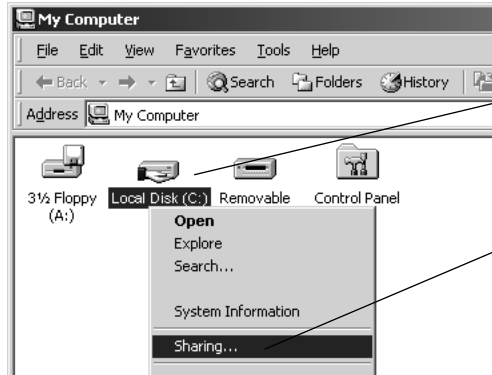 My Computer
File Edit View Favorites Tools Help
Back Search Folders History
Address My Computer
3½ Floppy (A:)
Local Disk (C:) Removable Control Panel
Open
Explore
Search...
System Information
Sharing...